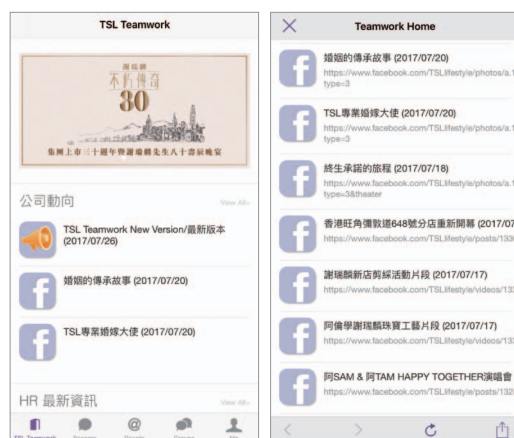 TSL Teamwork
謝瑞麟
不朽傳奇
80
集團上市三十週年暨謝瑞麟先生八十壽辰晚宴
公司動向
View All»
TSL Teamwork New Version/最新版本
(2017/07/26)
婚姻的傳承故事 (2017/07/20)
TSL專業婚嫁大使 (2017/07/20)
HR 最新資訊
View All»
TSL Teamwork
Me
Teamwork Home
婚姻的傳承故事 (2017/07/20)
https://www.facebook.com/TSLlifestyle/photos/a.1
type=3
TSL專業婚嫁大使 (2017/07/20)
https://www.facebook.com/TSLlifestyle/photos/a.1
type=3
終生承諾的旅程 (2017/07/18)
https://www.facebook.com/TSLlifestyle/photos/a.1
type=3&theater
香港旺角彌敦道648號分店重新開幕 (2017/07
https://www.facebook.com/TSLlifestyle/posts/133
謝瑞麟新店剪綵活動片段 (2017/07/17)
https://www.facebook.com/TSLlifestyle/videos/13
阿倫學謝瑞麟珠寶工藝片段 (2017/07/17)
https://www.facebook.com/TSLlifestyle/videos/13
阿SAM & 阿TAM HAPPY TOGETHER演唱會
https://www.facebook.com/TSLlifestyle/posts/132